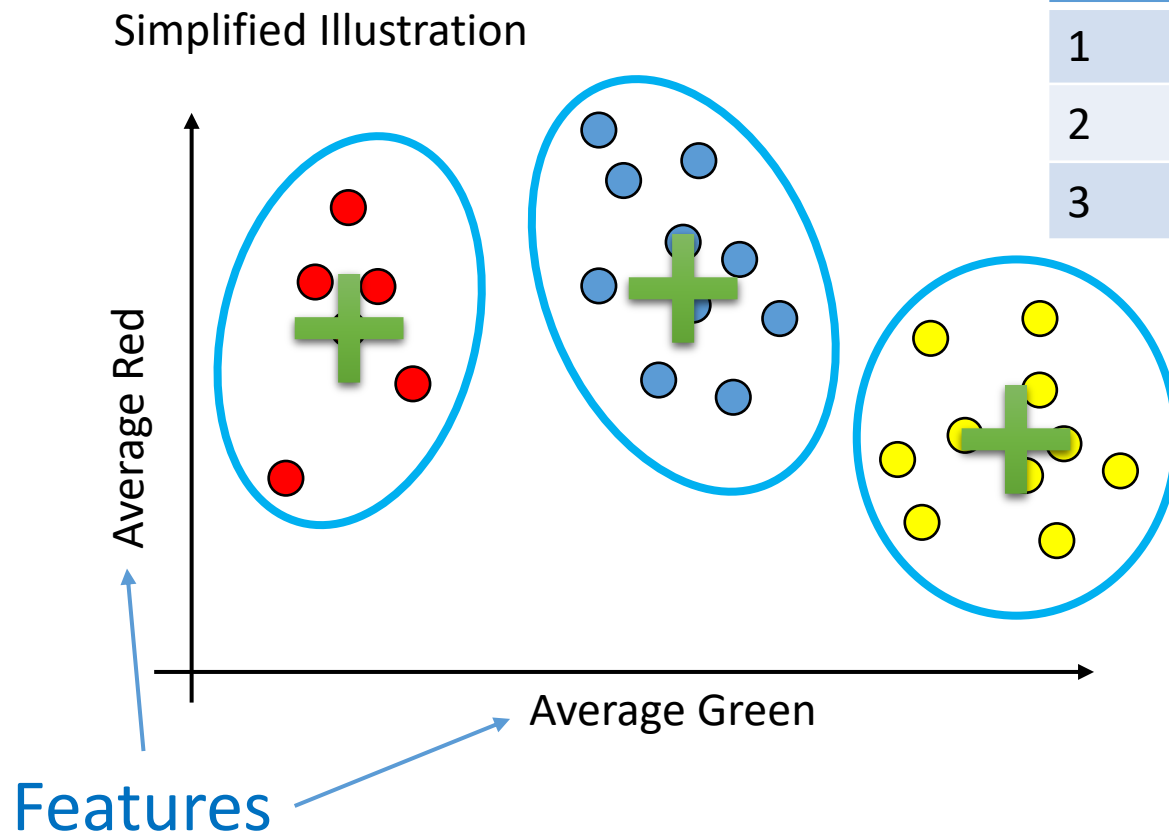 Simplified Illustration
1
2
3
Average Red
Average Green
Features